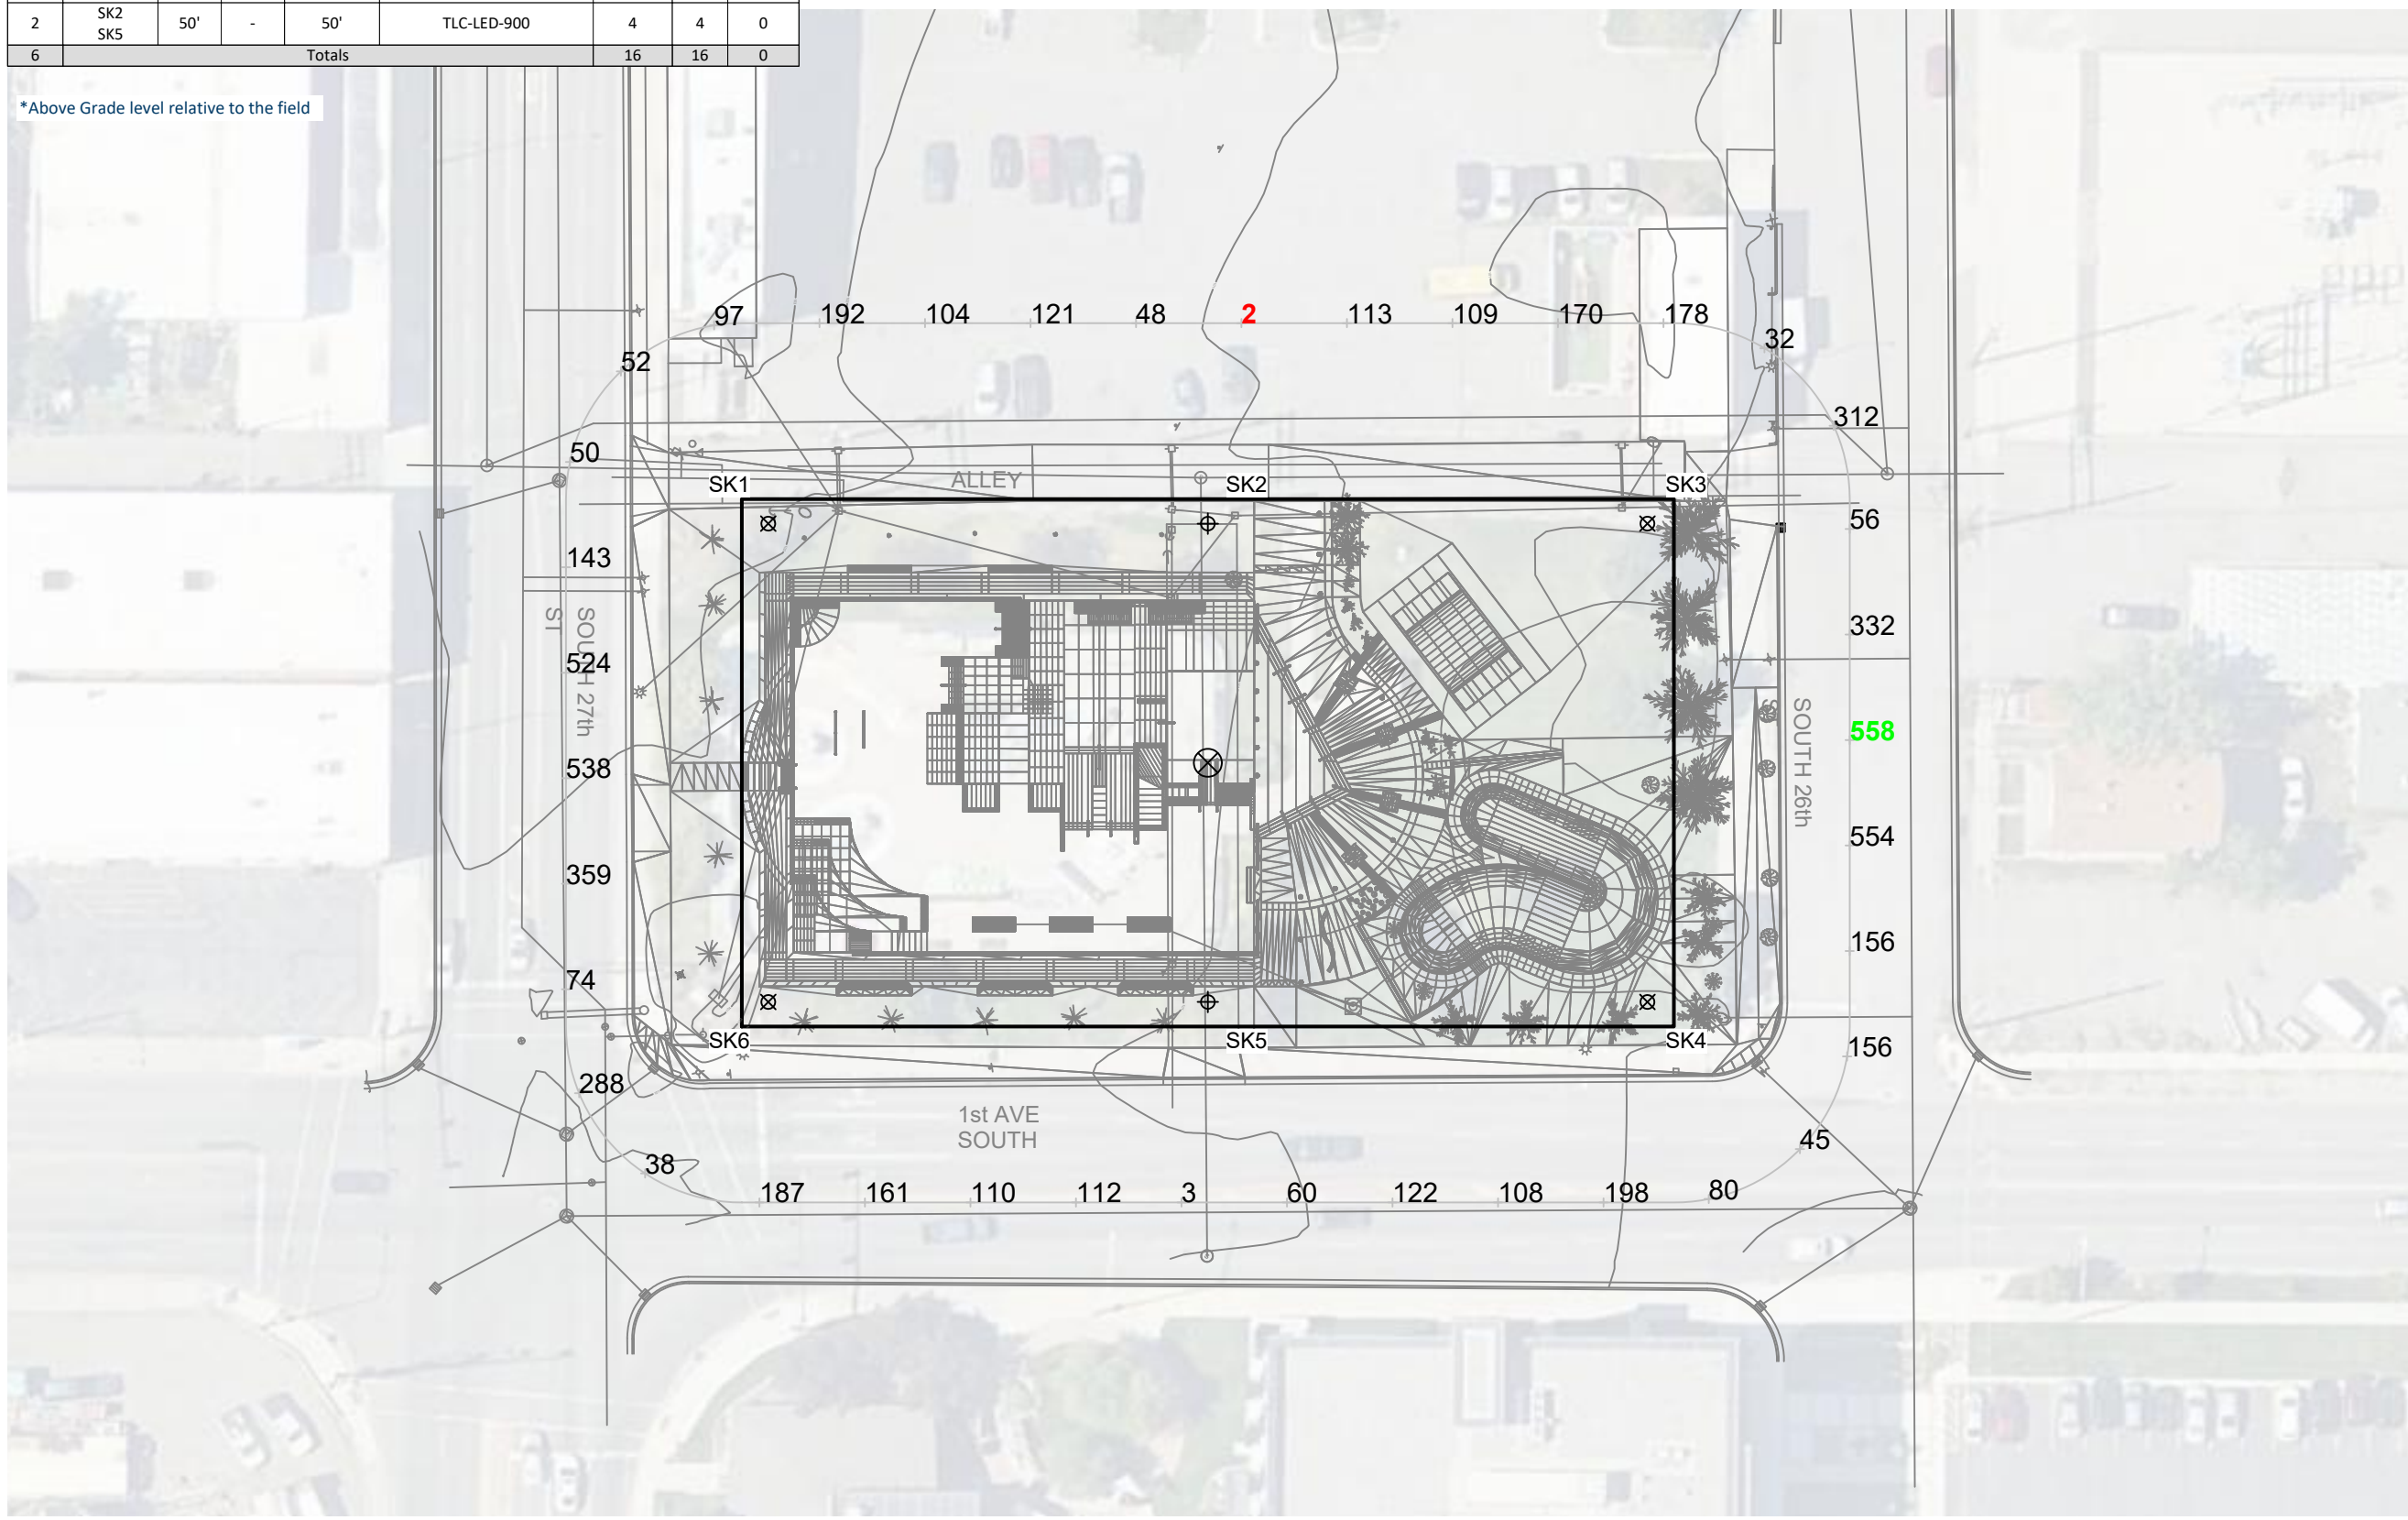 2 SK2 50' - 50' TLC-LED-900 4 4 0
SK5
6 Totals 16 16 0
*Above Grade level relative to the field
97 192 104 121 48 2 113 109 170 178
32
52
312
50
ALLEY
SK1 SK2 SK3
56
143
332
SOUTH 27th
ST
524
558
SOUTH 26th
538
554
359
156
74
SK6 SK5 SK4
156
288
1st AVE
SOUTH
45
38
187 161 110 112 3 60 122 108 198 80